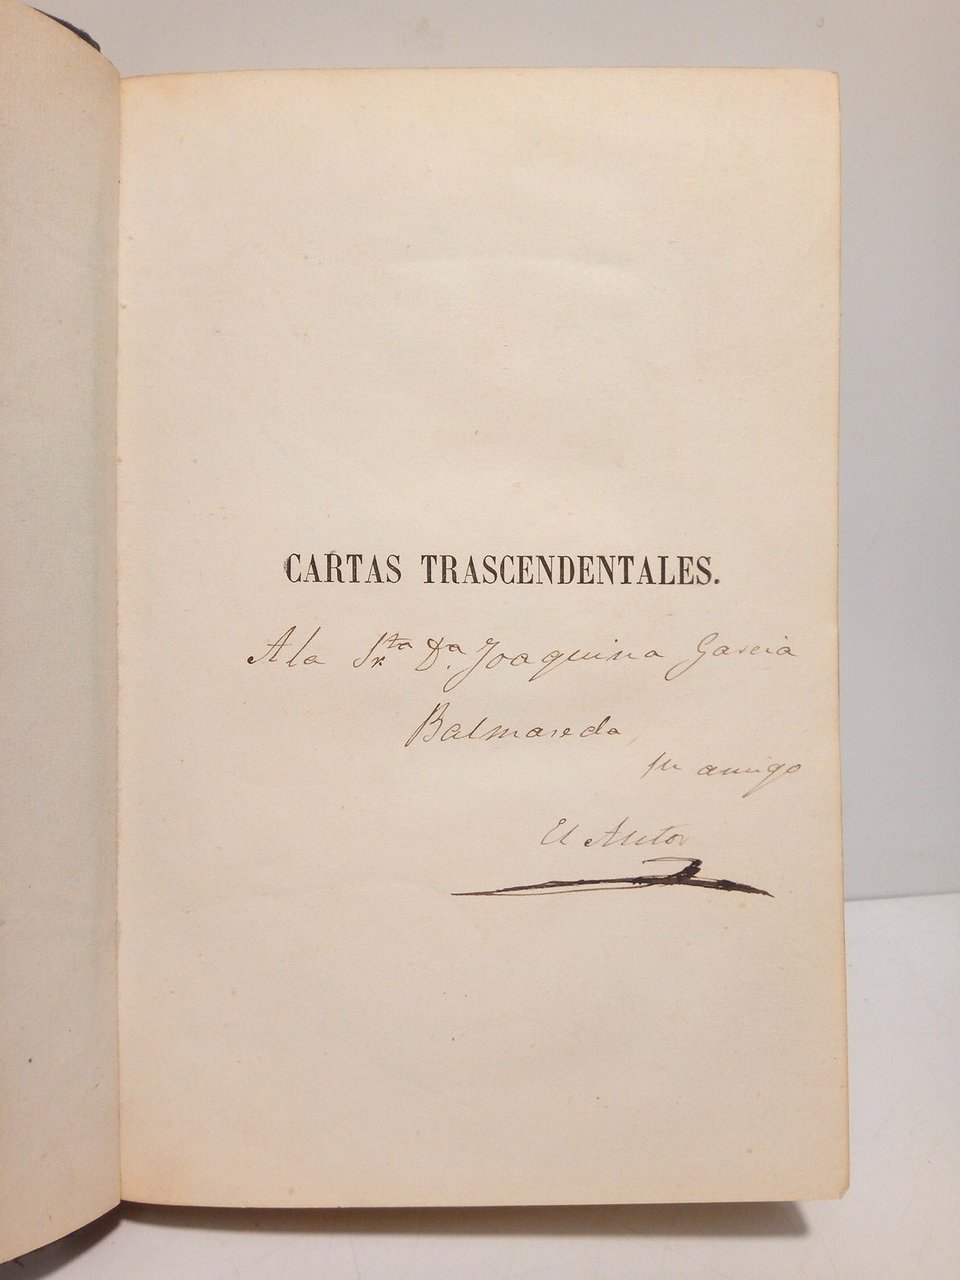 CARTAS TRASCENDENTALES.
A la Srta Da. Joaquina Garcia
Balmaseda,
su amigo
El Autor